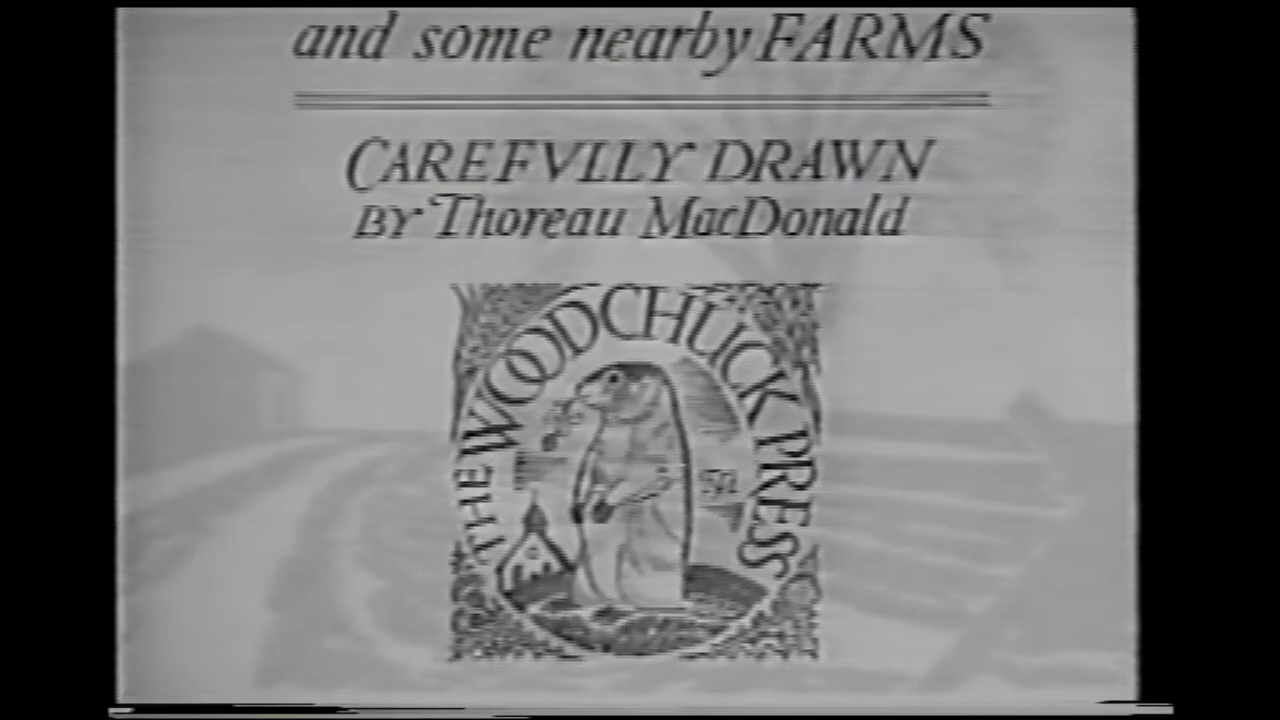 and some nearby FARMS
CAREFVLLY DRAWN
BY Thoreau MacDonald
THE WOODCHUCK PRESS